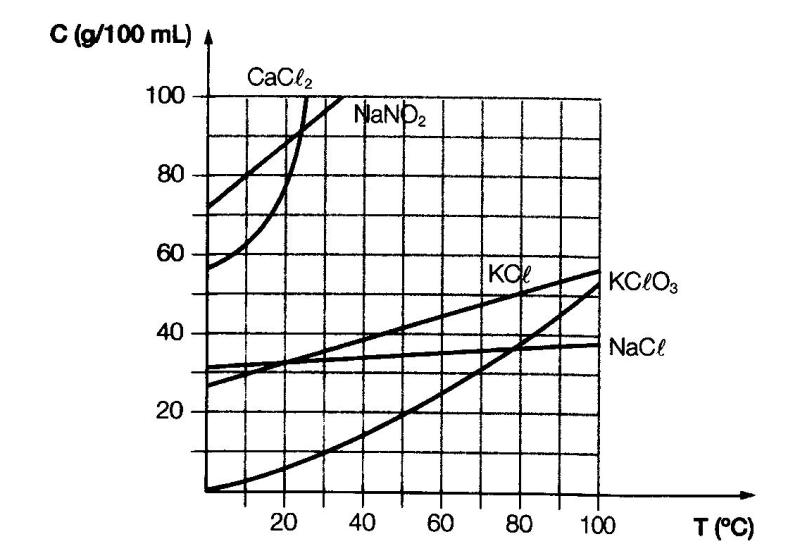 C (g/100 mL)
CaCℓ₂
100
NaNO₂
80
60
KCℓ
KCℓO₃
40
NaCℓ
20
20 40 60 80 100
T (ºC)